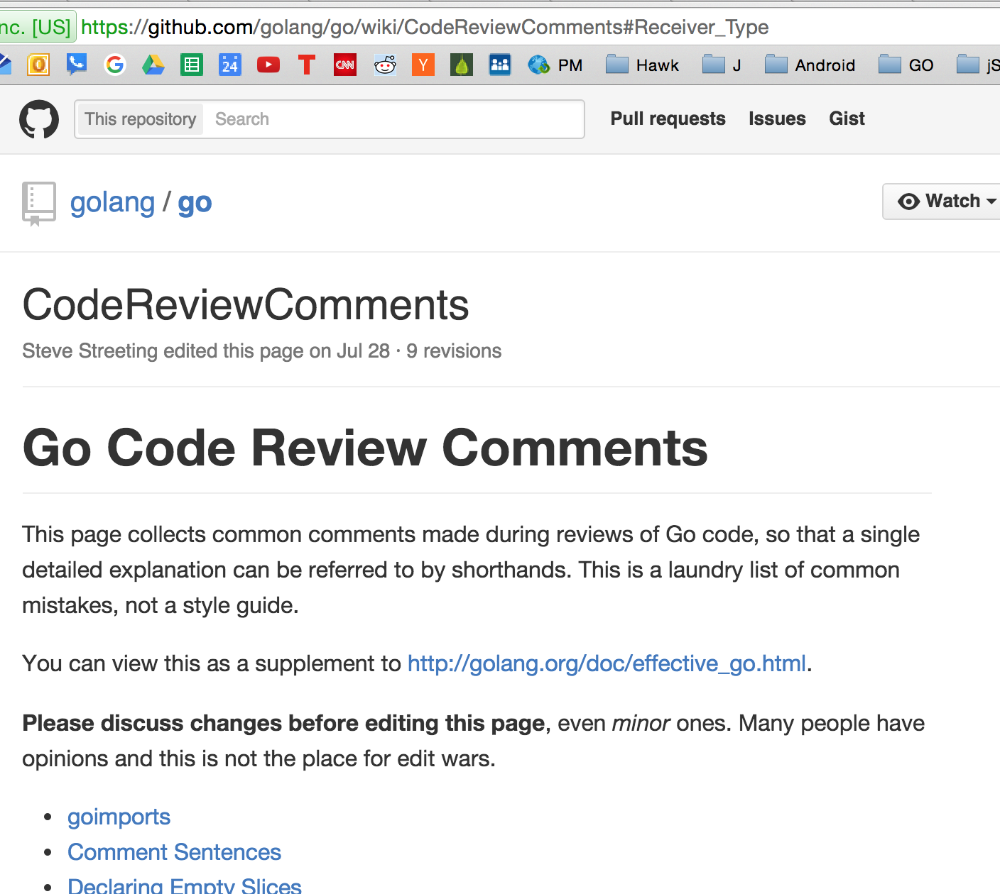 nc. [US] https://github.com/golang/go/wiki/CodeReviewComments#Receiver_Type
O G 24 T CNN Y PM Hawk J Android GO jS
This repository Search Pull requests Issues Gist
golang / go Watch
CodeReviewComments
Steve Streeting edited this page on Jul 28 · 9 revisions
Go Code Review Comments
This page collects common comments made during reviews of Go code, so that a single
detailed explanation can be referred to by shorthands. This is a laundry list of common
mistakes, not a style guide.
You can view this as a supplement to http://golang.org/doc/effective_go.html.
Please discuss changes before editing this page, even minor ones. Many people have
opinions and this is not the place for edit wars.
• goimports
• Comment Sentences
• Declaring Empty Slices